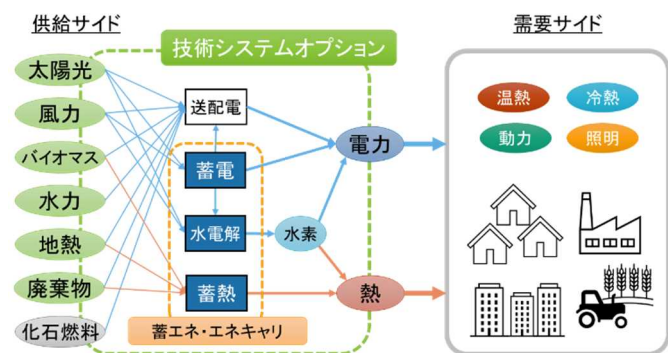 供給サイド
技術システムオプション
需要サイド
太陽光
風力
バイオマス
水力
地熱
廃棄物
化石燃料
送配電
蓄電
水電解
蓄熱
水素
蓄エネ・エネキャリ
電力
熱
温熱
冷熱
動力
照明